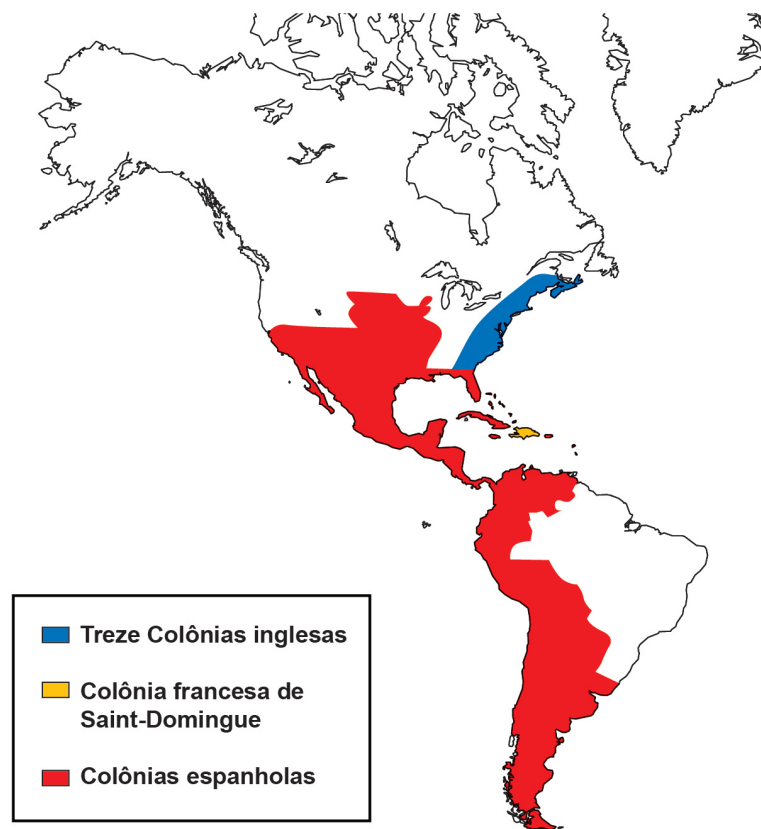 Treze Colônias inglesas
Colônia francesa de
Saint-Domingue
Colônias espanholas